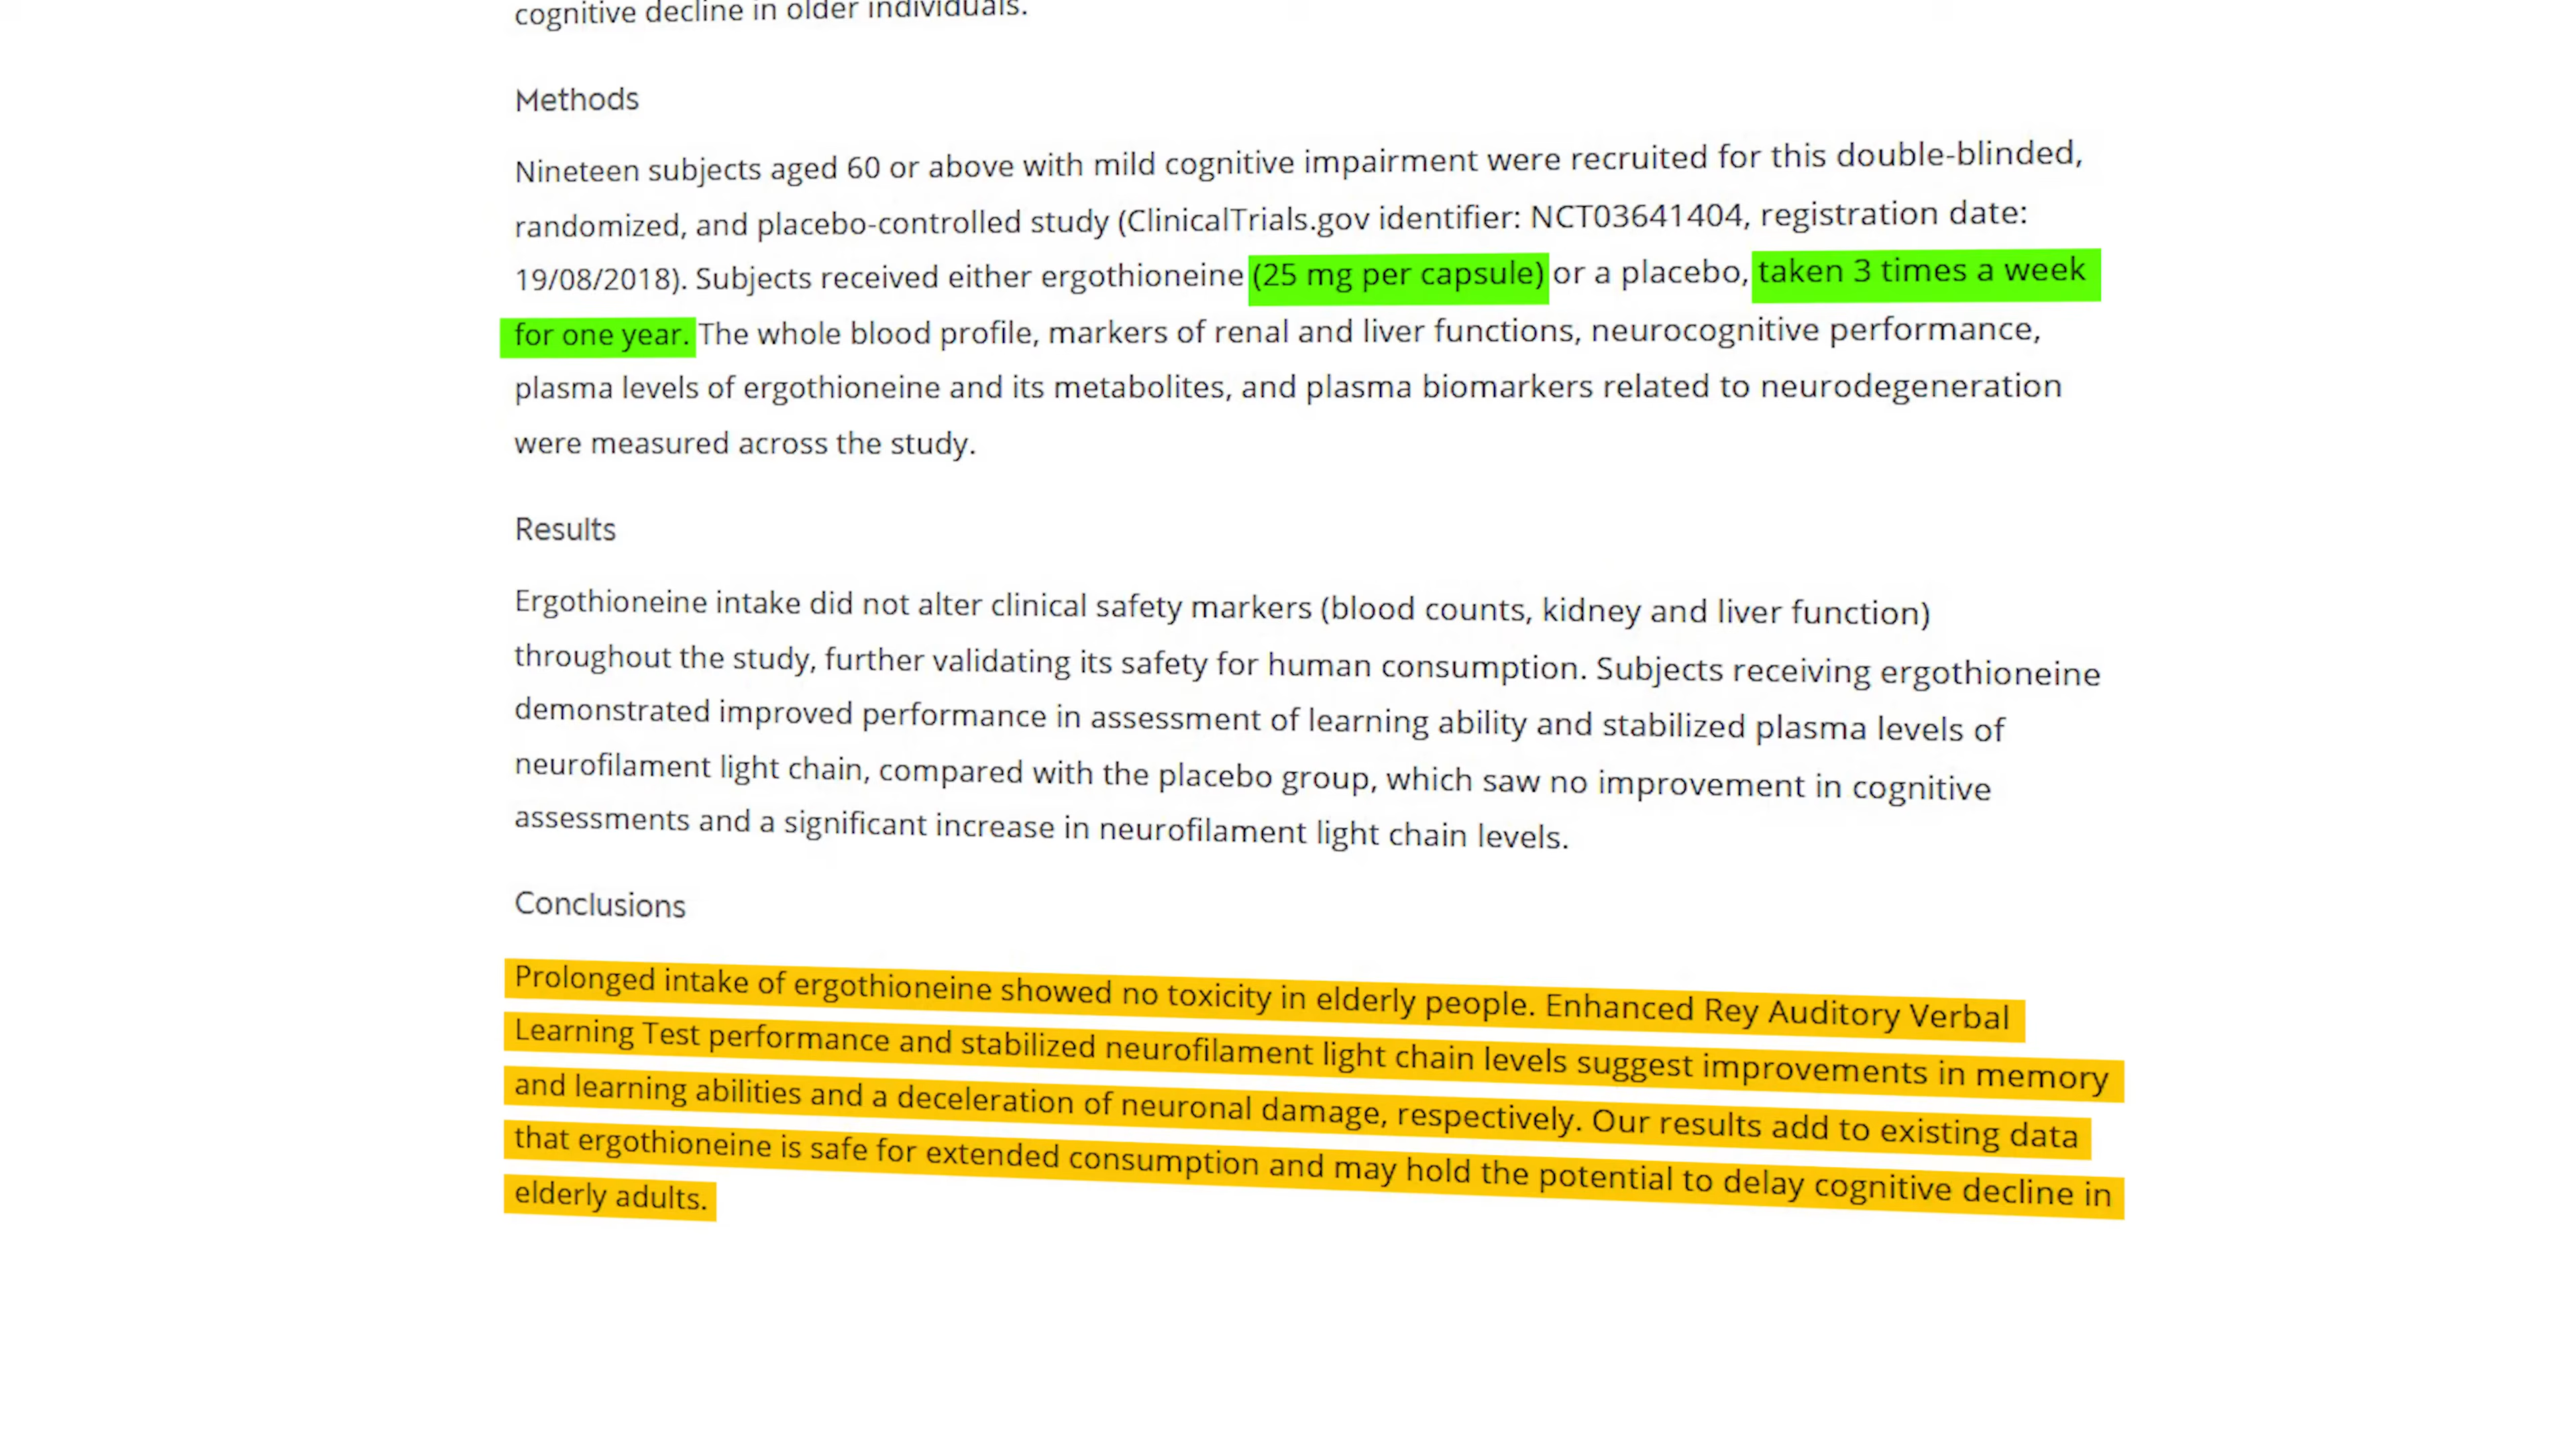 cognitive decline in older individuals.
Methods
Nineteen subjects aged 60 or above with mild cognitive impairment were recruited for this double-blinded,
randomized, and placebo-controlled study (ClinicalTrials.gov identifier: NCT03641404, registration date:
19/08/2018). Subjects received either ergothioneine (25 mg per capsule) or a placebo, taken 3 times a week
for one year. The whole blood profile, markers of renal and liver functions, neurocognitive performance,
plasma levels of ergothioneine and its metabolites, and plasma biomarkers related to neurodegeneration
were measured across the study.
Results
Ergothioneine intake did not alter clinical safety markers (blood counts, kidney and liver function)
throughout the study, further validating its safety for human consumption. Subjects receiving ergothioneine
demonstrated improved performance in assessment of learning ability and stabilized plasma levels of
neurofilament light chain, compared with the placebo group, which saw no improvement in cognitive
assessments and a significant increase in neurofilament light chain levels.
Conclusions
Prolonged intake of ergothioneine showed no toxicity in elderly people. Enhanced Rey Auditory Verbal
Learning Test performance and stabilized neurofilament light chain levels suggest improvements in memory
and learning abilities and a deceleration of neuronal damage, respectively. Our results add to existing data
that ergothioneine is safe for extended consumption and may hold the potential to delay cognitive decline in
elderly adults.